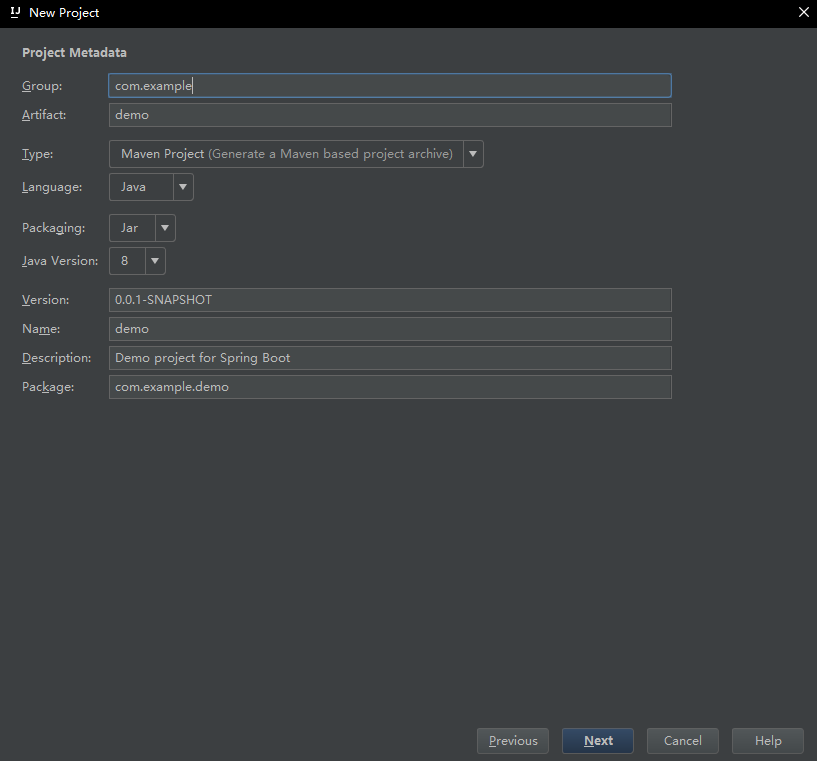 IJ New Project
Project Metadata
Group: com.example
Artifact: demo
Type: Maven Project (Generate a Maven based project archive)
Language: Java
Packaging: Jar
Java Version: 8
Version: 0.0.1-SNAPSHOT
Name: demo
Description: Demo project for Spring Boot
Package: com.example.demo
Previous Next Cancel Help